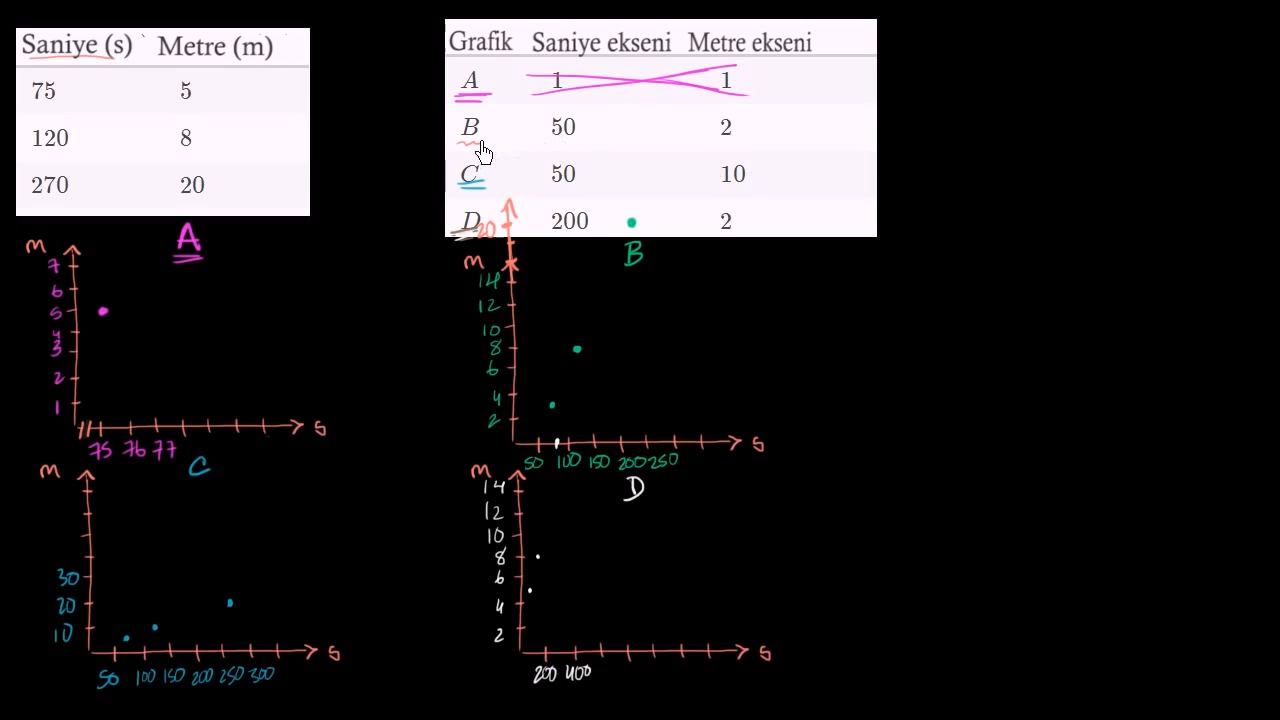 Saniye (s) Metre (m)
75 5
120 8
270 20
Grafik Saniye ekseni Metre ekseni
A 1 1
B 50 2
C 50 10
D 200 2
A
m
7
6
5
4
3
2
1
75 76 77
s
B
20
m
14
12
10
8
6
4
2
50 100 150 200 250
s
C
m
30
20
10
50 100 150 200 250 300
s
D
m
14
12
10
8
6
4
2
200 400
s